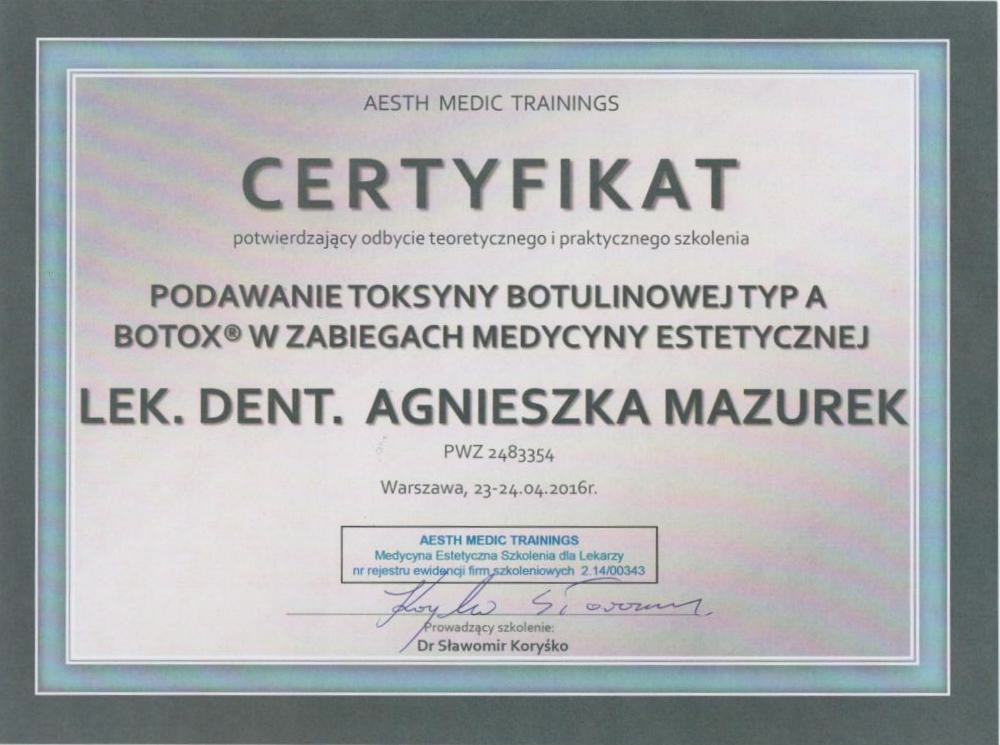 AESTH MEDIC TRAININGS
CERTYFIKAT
potwierdzający odbycie teoretycznego i praktycznego szkolenia
PODAWANIE TOKSYNY BOTULINOWEJ TYP A
BOTOX® W ZABIEGACH MEDYCYNY ESTETYCZNEJ
LEK. DENT. AGNIESZKA MAZUREK
PWZ 2483354
Warszawa, 23-24.04.2016r.
AESTH MEDIC TRAININGS
Medycyna Estetyczna Szkolenia dla Lekarzy
nr rejestru ewidencji firm szkoleniowych 2.14/00343
Prowadzący szkolenie:
Dr Sławomir Koryśko